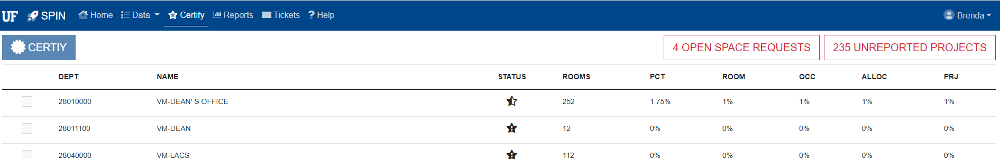 UF SPIN Home Data Certify Reports Tickets ? Help Brenda
CERTIY 4 OPEN SPACE REQUESTS 235 UNREPORTED PROJECTS
DEPT NAME STATUS ROOMS PCT ROOM OCC ALLOC PRJ
28010000 VM-DEAN' S OFFICE 252 1.75% 1% 1% 1% 1%
28011100 VM-DEAN 12 0% 0% 0% 0% 0%
28040000 VM-LACS 112 0% 0% 0% 0% 0%